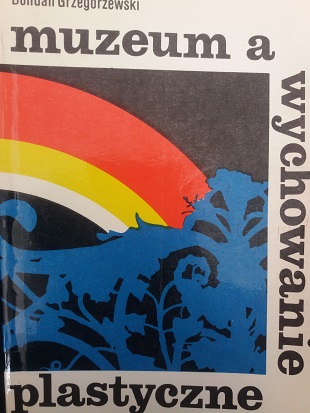 Bohdan Grzegorzewski
muzeum a
wychowanie
plastyczne